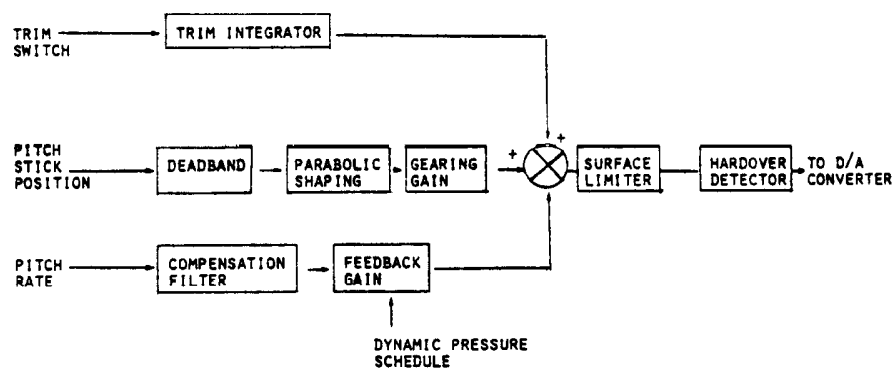 TRIM
SWITCH
TRIM INTEGRATOR
+
PITCH
STICK
POSITION
DEADBAND
PARABOLIC
SHAPING
GEARING
GAIN
+
SURFACE
LIMITER
HARDOVER
DETECTOR
TO D/A
CONVERTER
PITCH
RATE
COMPENSATION
FILTER
FEEDBACK
GAIN
DYNAMIC PRESSURE
SCHEDULE